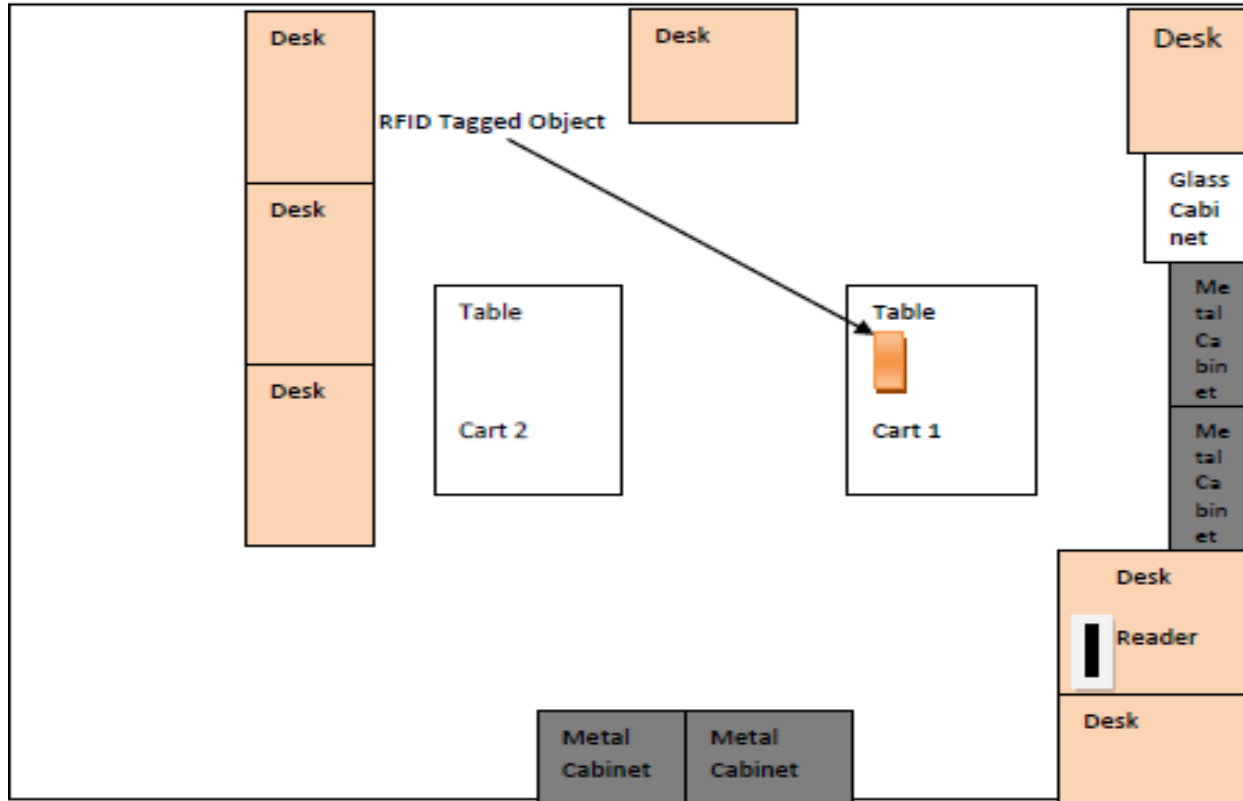 Desk
Desk
Desk
RFID Tagged Object
Glass
Cabi
net
Desk
Me
tal
Ca
bin
et
Table
Table
Desk
Cart 2
Cart 1
Me
tal
Ca
bin
et
Desk
Reader
Desk
Metal
Cabinet
Metal
Cabinet